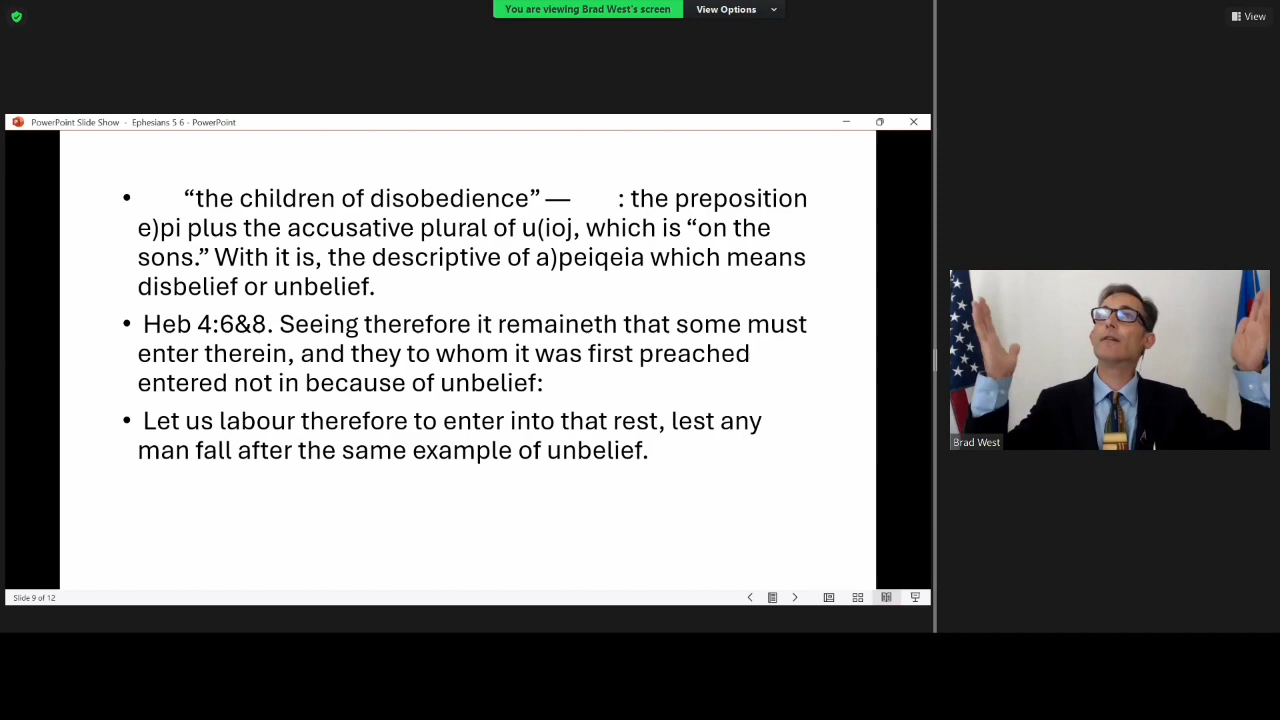 You are viewing Brad West's screen
View Options
View
PowerPoint Slide Show - Ephesians 5 6 - PowerPoint
• “the children of disobedience” — : the preposition
e)pi plus the accusative plural of u(ioj, which is “on the
sons.” With it is, the descriptive of a)peiqeia which means
disbelief or unbelief.
• Heb 4:6&8. Seeing therefore it remaineth that some must
enter therein, and they to whom it was first preached
entered not in because of unbelief:
• Let us labour therefore to enter into that rest, lest any
man fall after the same example of unbelief.
Brad West
Slide 9 of 12